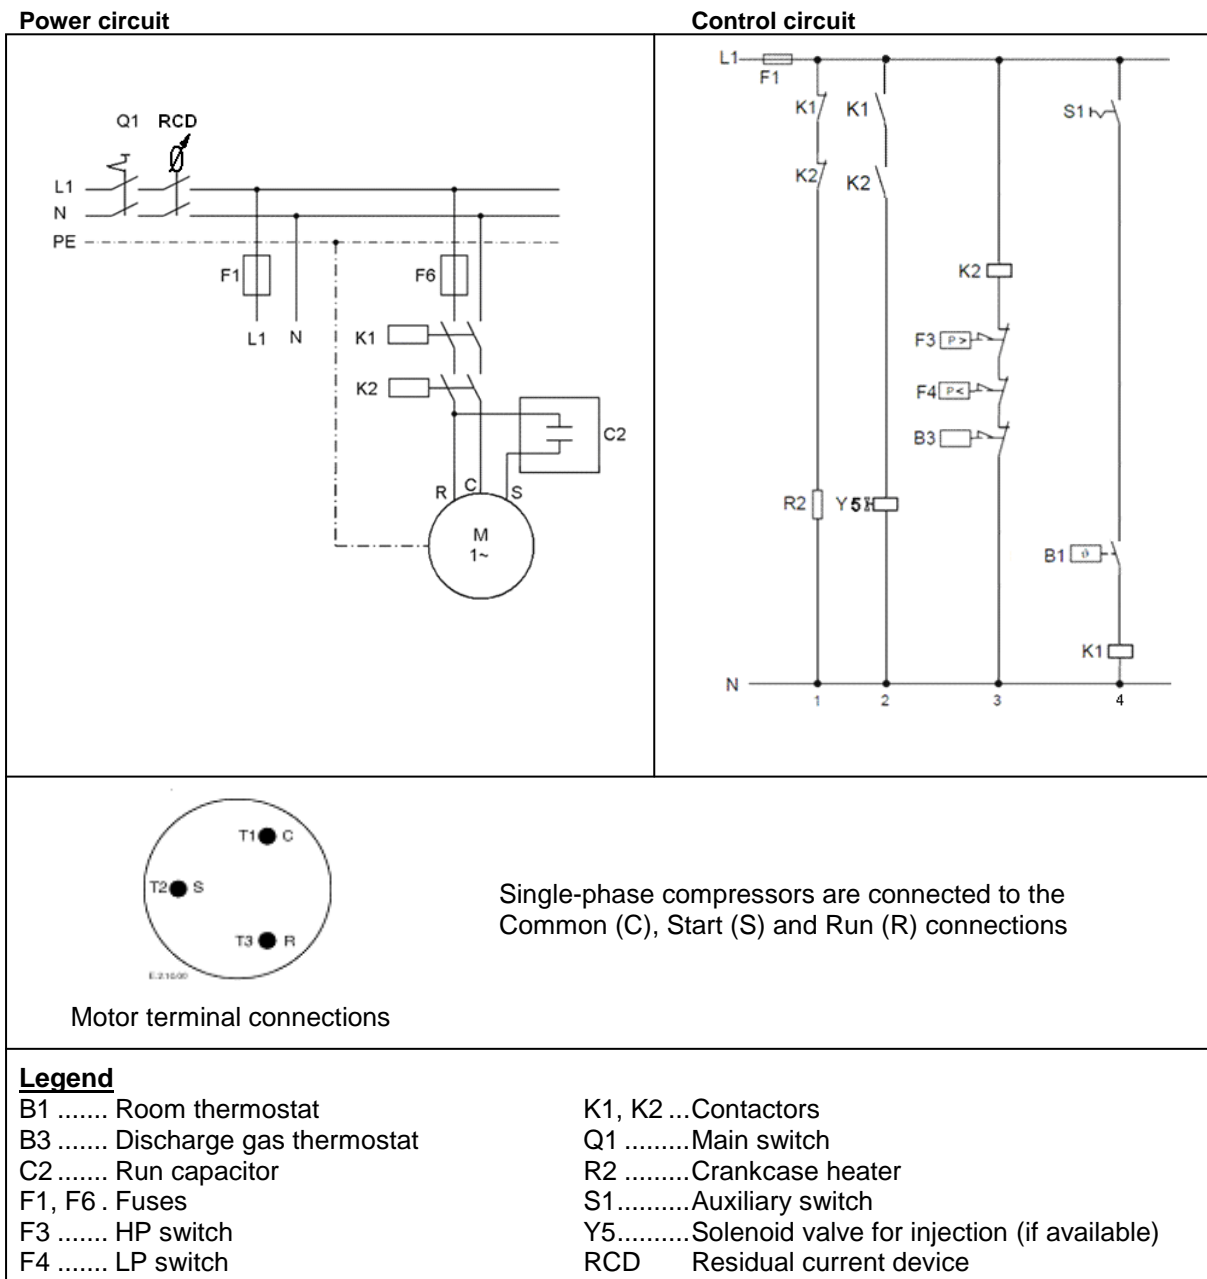 Power circuit
Control circuit
Q1 RCD
L1
N
PE
F1
F6
L1 N
K1
K2
C2
R C S
M
1~
L1
F1
K1 K1
S1
K2 K2
K2
F3 P>
F4 P<
B3
R2 Y5
B1 ϑ
K1
N
1 2 3 4
T1 C
T2 S
T3 R
E.2.10.00
Motor terminal connections
Single-phase compressors are connected to the
Common (C), Start (S) and Run (R) connections
Legend
B1 ....... Room thermostat
B3 ....... Discharge gas thermostat
C2 ....... Run capacitor
F1, F6 . Fuses
F3 ....... HP switch
F4 ....... LP switch
K1, K2 ...Contactors
Q1 .........Main switch
R2 .........Crankcase heater
S1..........Auxiliary switch
Y5..........Solenoid valve for injection (if available)
RCD Residual current device